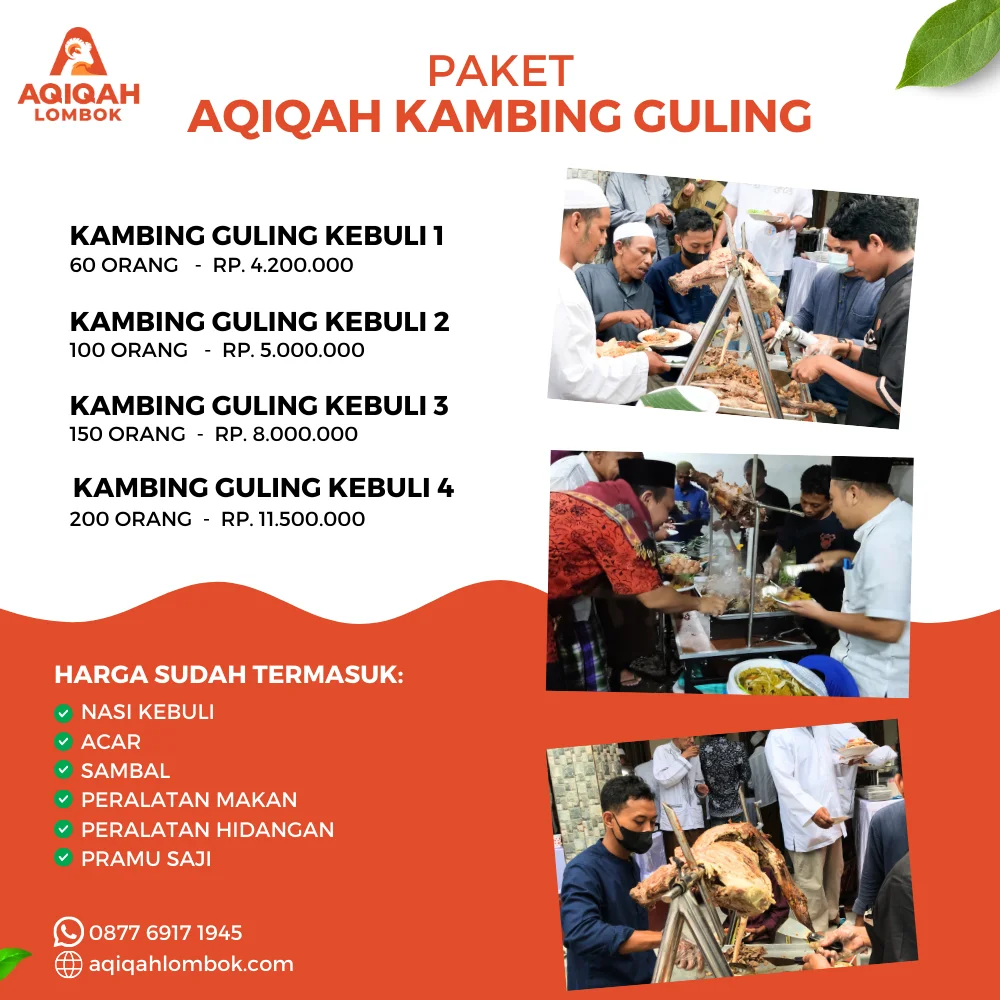 AQIQAH
LOMBOK
PAKET
AQIQAH KAMBING GULING
KAMBING GULING KEBULI 1
60 ORANG - RP. 4.200.000
KAMBING GULING KEBULI 2
100 ORANG - RP. 5.000.000
KAMBING GULING KEBULI 3
150 ORANG - RP. 8.000.000
KAMBING GULING KEBULI 4
200 ORANG - RP. 11.500.000
HARGA SUDAH TERMASUK:
NASI KEBULI
ACAR
SAMBAL
PERALATAN MAKAN
PERALATAN HIDANGAN
PRAMU SAJI
0877 6917 1945
aqiqahlombok.com